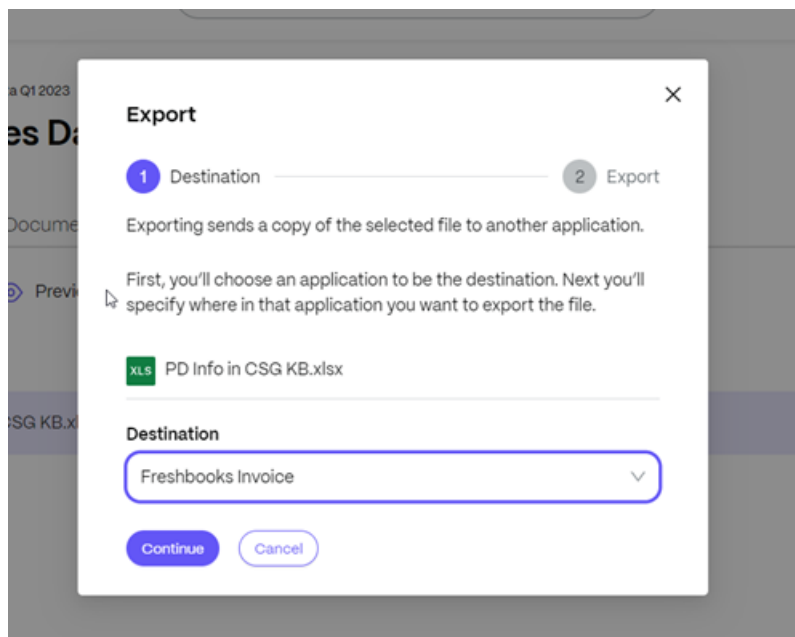 a Q1 2023
es Da
Docume
Previ
SG KB.xl
Export
1 Destination
2 Export
Exporting sends a copy of the selected file to another application.
First, you'll choose an application to be the destination. Next you'll
specify where in that application you want to export the file.
XLS PD Info in CSG KB.xlsx
Destination
Freshbooks Invoice
Continue
Cancel